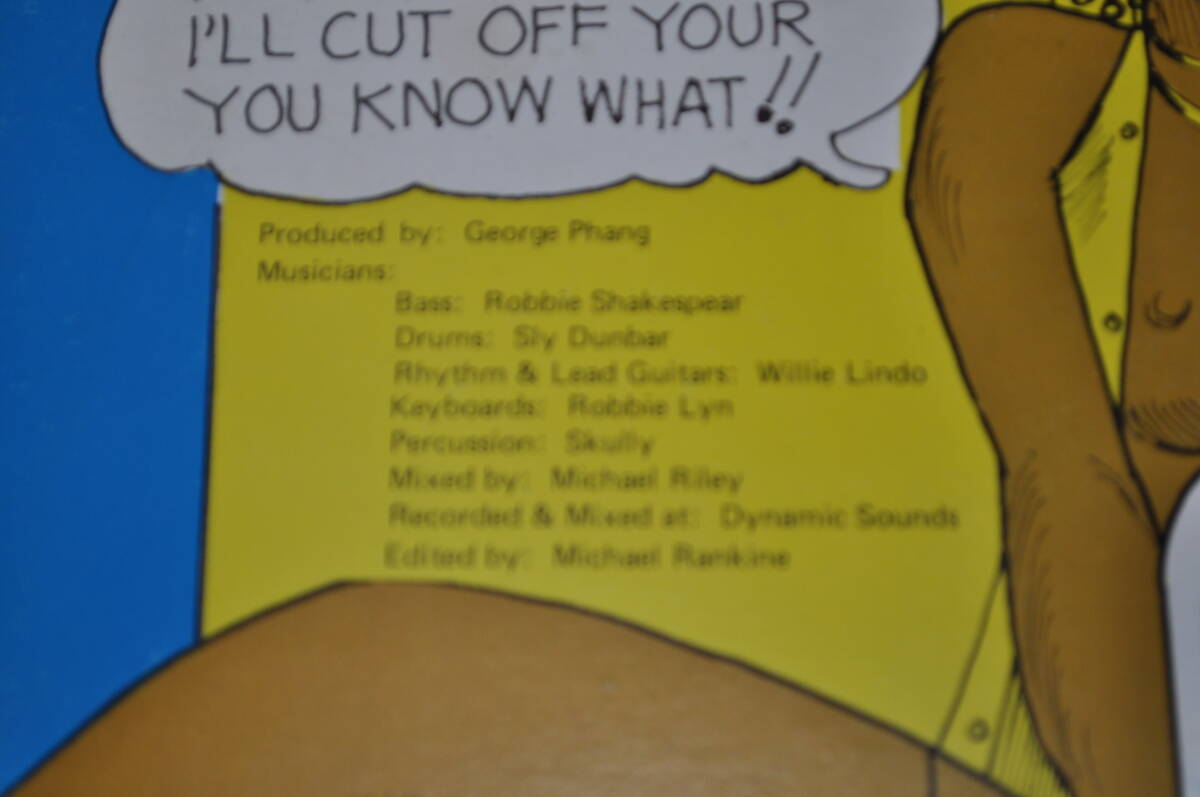 I'LL CUT OFF YOUR
YOU KNOW WHAT!!
Produced by: George Phang
Musicians:
Bass: Robbie Shakespear
Drums: Sly Dunbar
Rhythm & Lead Guitars: Willie Lindo
Keyboards: Robbie Lyn
Percussion: Skully
Mixed by: Michael Riley
Recorded & Mixed at: Dynamic Sounds
Edited by: Michael Rankine